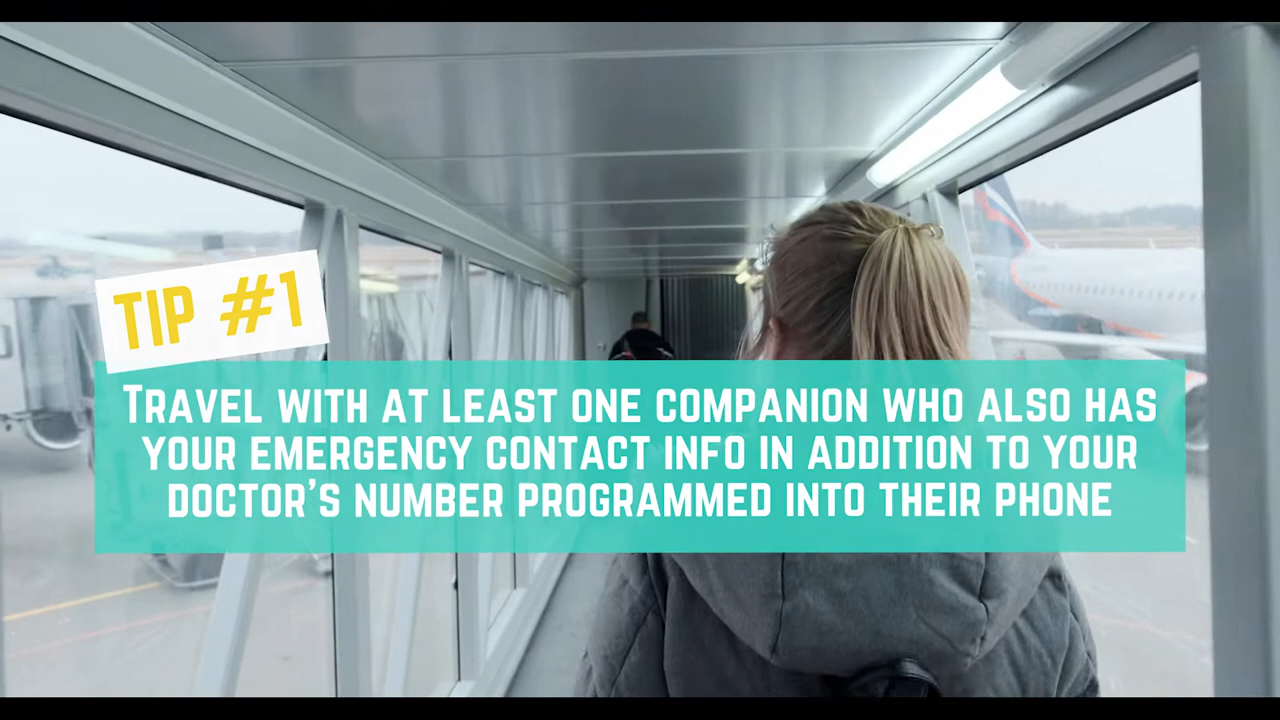 TIP #1
TRAVEL WITH AT LEAST ONE COMPANION WHO ALSO HAS
YOUR EMERGENCY CONTACT INFO IN ADDITION TO YOUR
DOCTOR'S NUMBER PROGRAMMED INTO THEIR PHONE